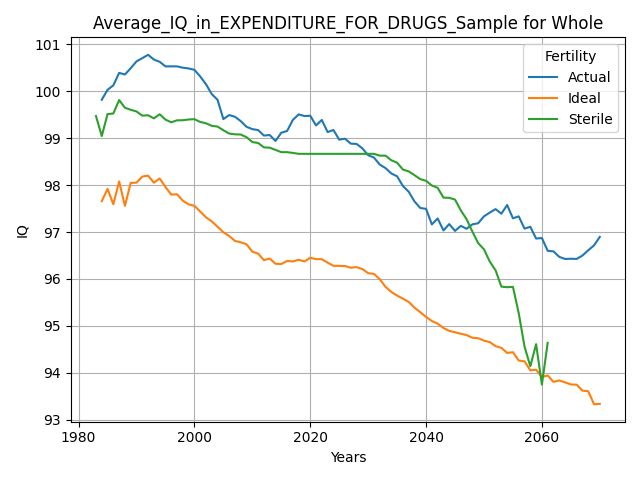 Average_IQ_in_EXPENDITURE_FOR_DRUGS_Sample for Whole
Fertility
Actual
Ideal
Sterile
IQ
101
100
99
98
97
96
95
94
93
1980
2000
2020
2040
2060
Years